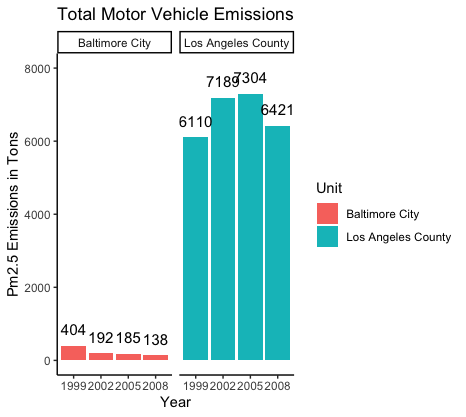 Total Motor Vehicle Emissions
Baltimore City
Los Angeles County
Pm2.5 Emissions in Tons
8000
6000
4000
2000
0
404
192
185
138
6110
7189
7304
6421
1999 2002 2005 2008
1999 2002 2005 2008
Year
Unit
Baltimore City
Los Angeles County